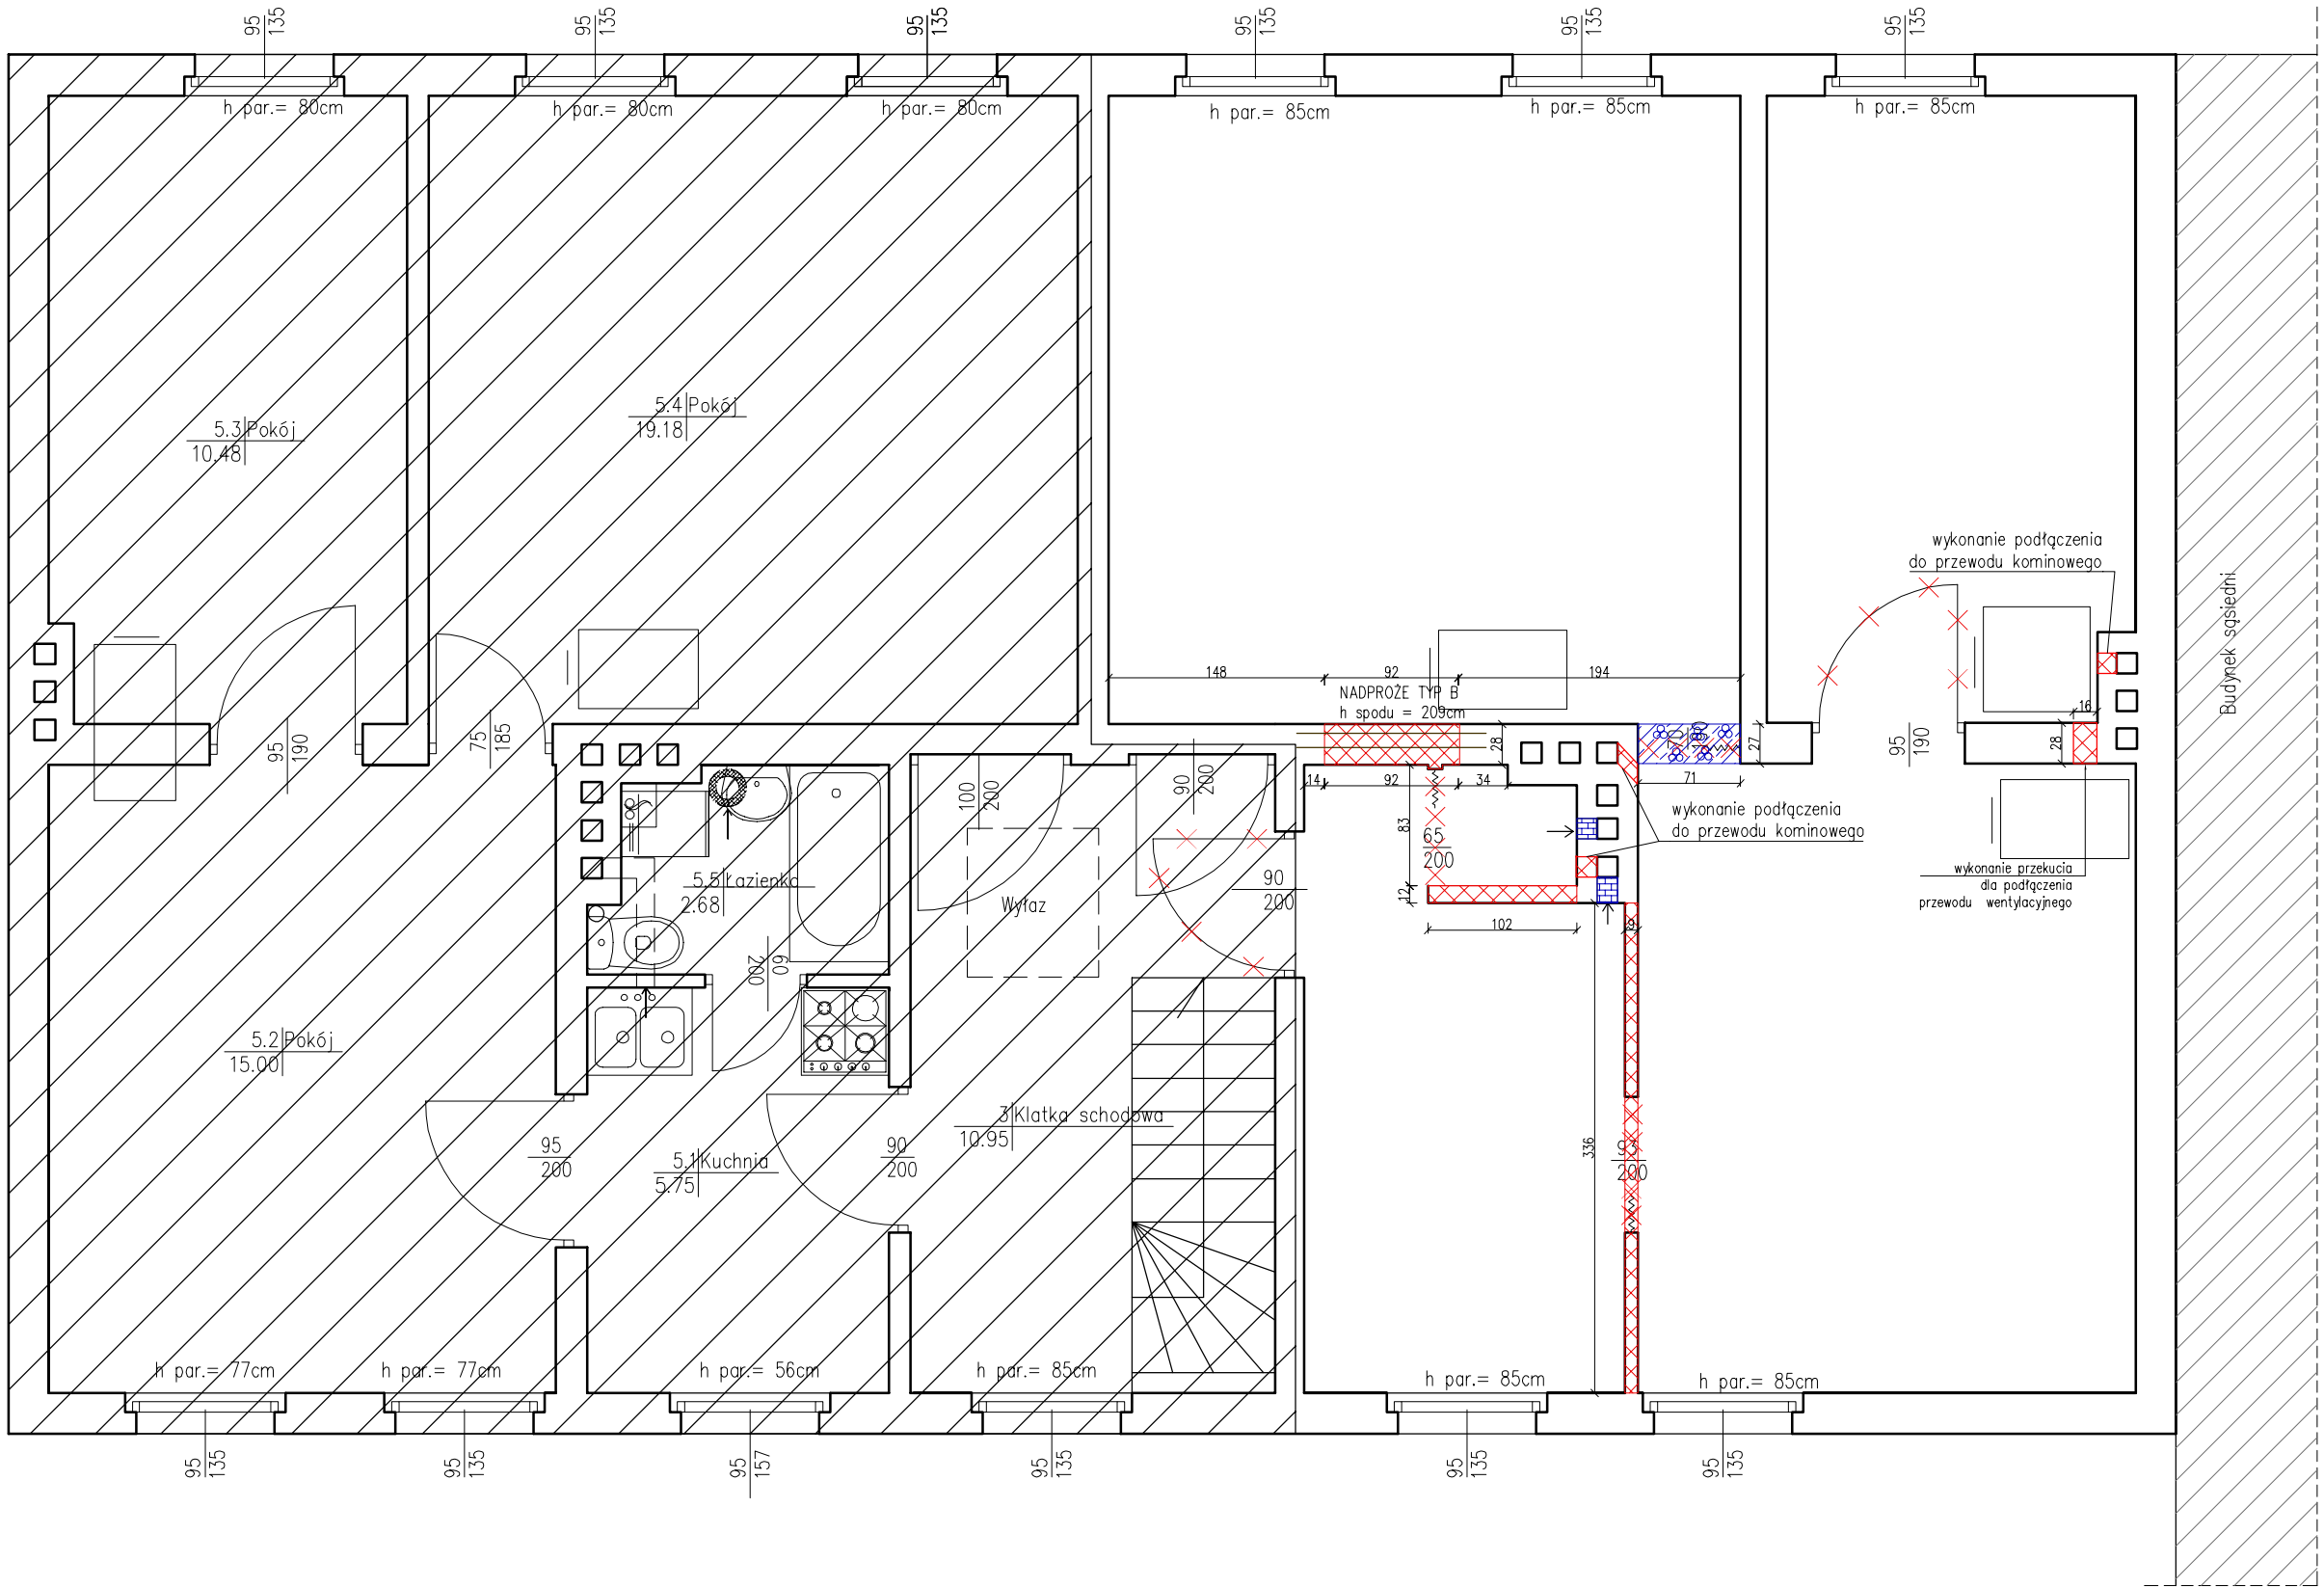 95
135
95
135
95
135
95
135
95
135
95
135
h par.= 80cm
h par.= 80cm
h par.= 80cm
h par.= 85cm
h par.= 85cm
h par.= 85cm
5.3 Pokój
10.48
5.4 Pokój
19.18
wykonanie podłączenia
do przewodu kominowego
Budynek sąsiedni
148
92
194
NADPROŻE TYP B
h spodu = 209cm
16
95
190
75
185
28
70
27
95
190
28
90
200
100
200
14
92
34
71
wykonanie podłączenia
do przewodu kominowego
83
65
200
12
wykonanie przekucia
dla podłączenia
przewodu wentylacyjnego
5.5 Łazienka
2.68
90
200
Wyłaz
102
9
60
200
5.2 Pokój
15.00
3 Klatka schodowa
10.95
95
200
5.1 Kuchnia
5.75
90
200
336
93
200
h par.= 77cm
h par.= 77cm
h par.= 56cm
h par.= 85cm
h par.= 85cm
h par.= 85cm
95
135
95
135
95
157
95
135
95
135
95
135